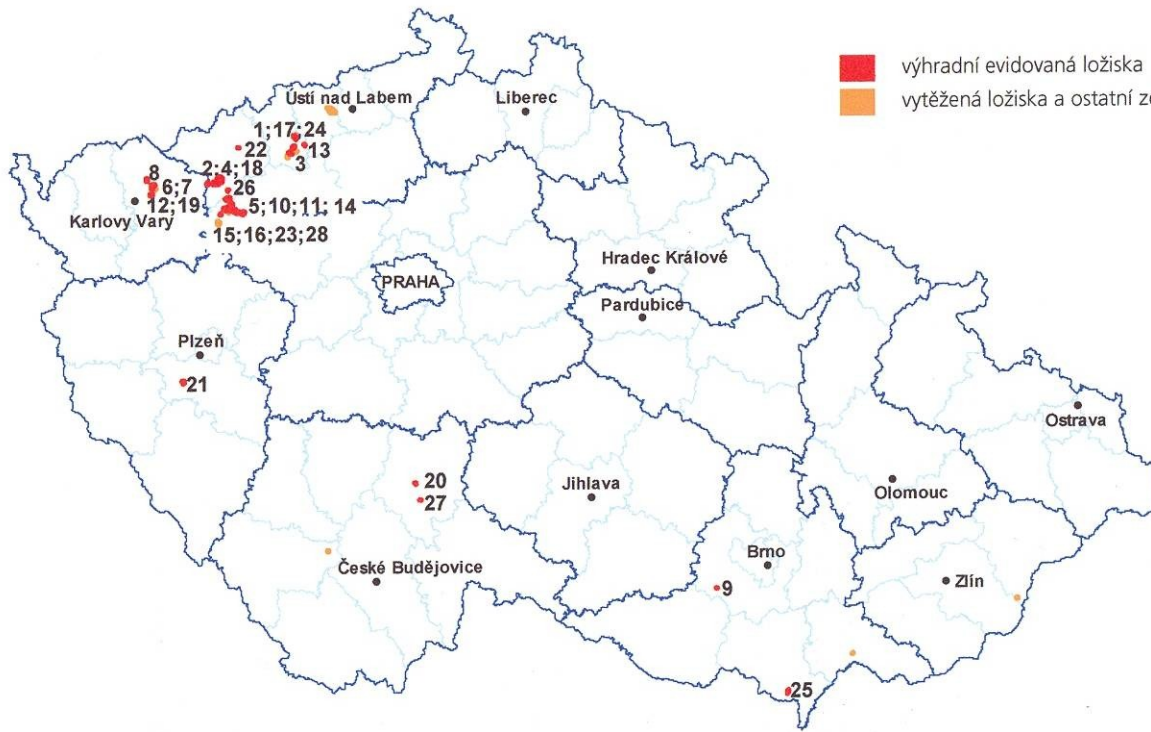 výhradní evidovaná ložiska
vytěžená ložiska a ostatní
Ústí nad Labem
Liberec
1;17;24
22
13
3
2;4;18
8
6;7
26
12;19
5;10;11; 14
Karlovy Vary
15;16;23;28
Hradec Králové
PRAHA
Pardubice
Plzeň
21
Ostrava
20
Jihlava
Olomouc
27
Brno
České Budějovice
Zlín
9
25